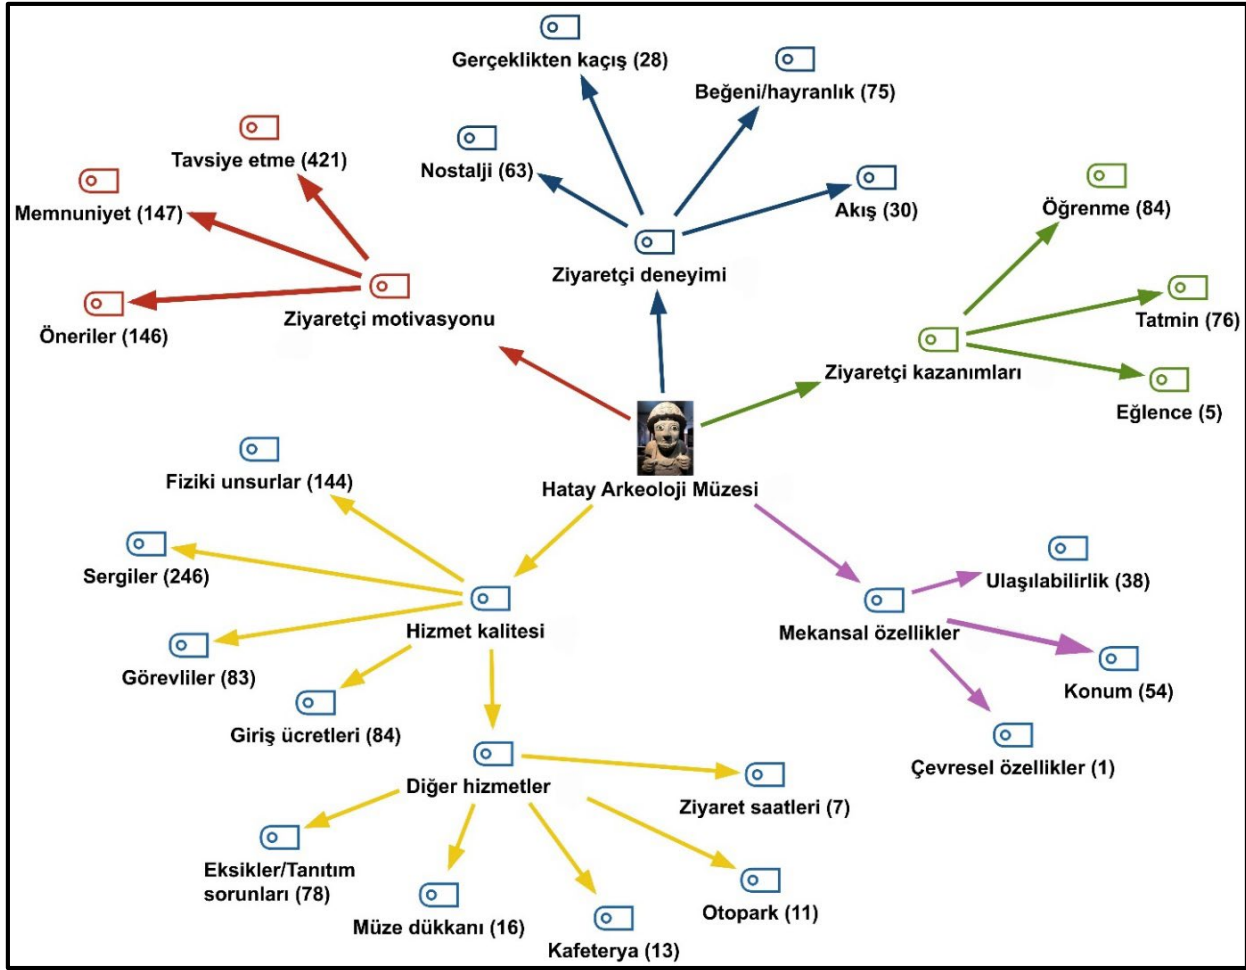 Gerçeklikten kaçış (28)
Beğeni/hayranlık (75)
Nostalji (63)
Akış (30)
Ziyaretçi deneyimi
Tavsiye etme (421)
Memnuniyet (147)
Öneriler (146)
Ziyaretçi motivasyonu
Öğrenme (84)
Tatmin (76)
Eğlence (5)
Ziyaretçi kazanımları
Hatay Arkeoloji Müzesi
Fiziki unsurlar (144)
Sergiler (246)
Görevliler (83)
Giriş ücretleri (84)
Hizmet kalitesi
Diğer hizmetler
Ziyaret saatleri (7)
Eksikler/Tanıtım
sorunları (78)
Müze dükkanı (16)
Kafeterya (13)
Otopark (11)
Ulaşılabilirlik (38)
Mekansal özellikler
Konum (54)
Çevresel özellikler (1)